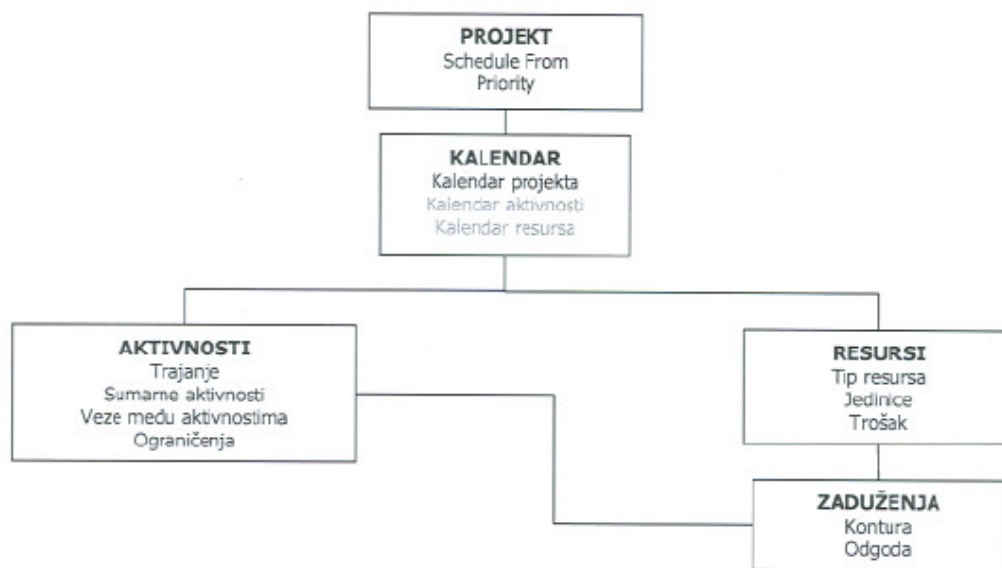 PROJEKT
Schedule From
Priority
KALENDAR
Kalendar projekta
Kalendar aktivnosti
Kalendar resursa
AKTIVNOSTI
Trajanje
Sumarne aktivnosti
Veze među aktivnostima
Ograničenja
RESURSI
Tip resursa
Jedinice
Trošak
ZADUŽENJA
Kontura
Odgoda